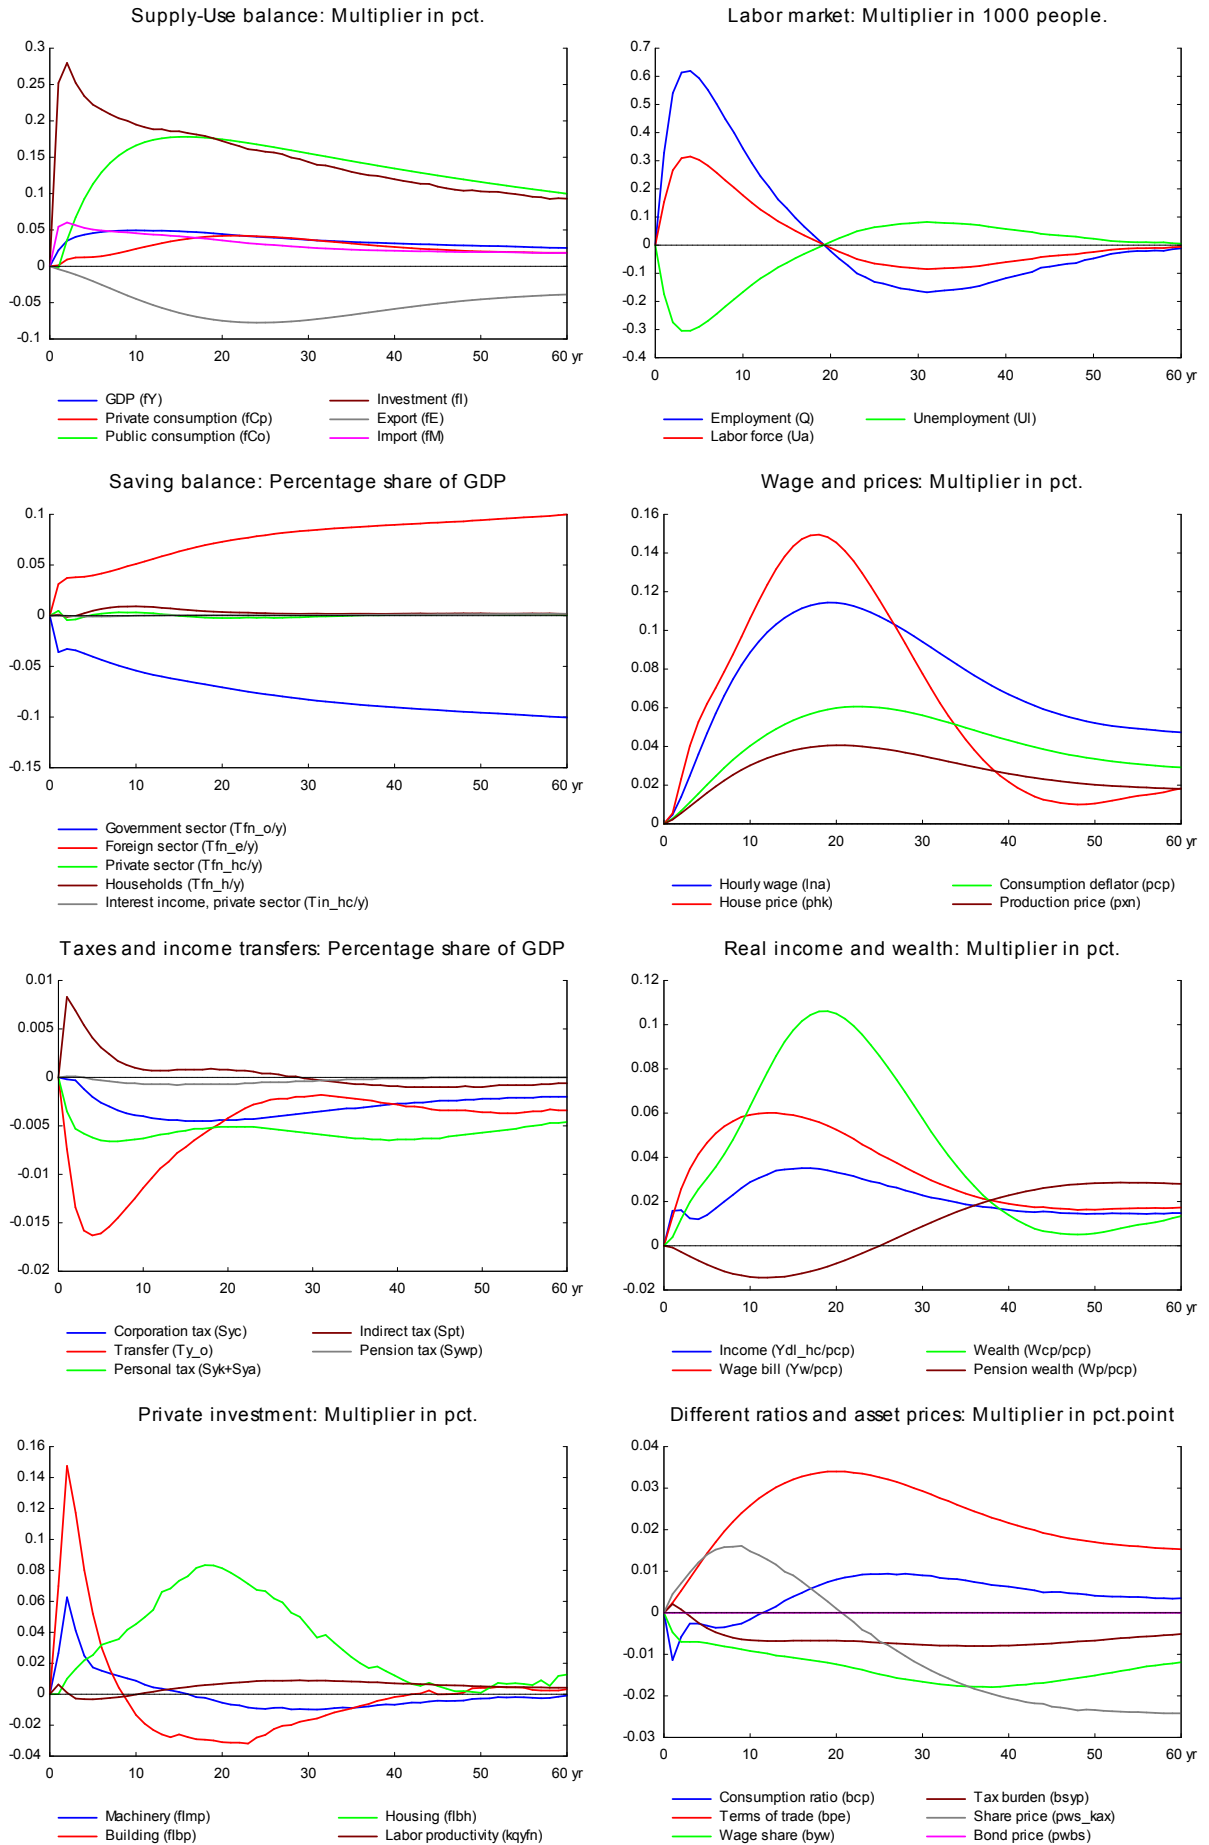 Supply-Use balance: Multiplier in pct.
0.3
0.25
0.2
0.15
0.1
0.05
0
-0.05
-0.1
0 10 20 30 40 50 60 yr
GDP (fY)
Private consumption (fCp)
Public consumption (fCo)
Investment (fI)
Export (fE)
Import (fM)
Labor market: Multiplier in 1000 people.
0.7
0.6
0.5
0.4
0.3
0.2
0.1
0
-0.1
-0.2
-0.3
-0.4
0 10 20 30 40 50 60 yr
Employment (Q)
Labor force (Ua)
Unemployment (Ul)
Saving balance: Percentage share of GDP
0.1
0.05
0
-0.05
-0.1
-0.15
0 10 20 30 40 50 60 yr
Government sector (Tfn_o/y)
Foreign sector (Tfn_e/y)
Private sector (Tfn_hc/y)
Households (Tfn_h/y)
Interest income, private sector (Tin_hc/y)
Wage and prices: Multiplier in pct.
0.16
0.14
0.12
0.1
0.08
0.06
0.04
0.02
0
0 10 20 30 40 50 60 yr
Hourly wage (lna)
House price (phk)
Consumption deflator (pcp)
Production price (pxn)
Taxes and income transfers: Percentage share of GDP
0.01
0.005
0
-0.005
-0.01
-0.015
-0.02
0 10 20 30 40 50 60 yr
Corporation tax (Syc)
Transfer (Ty_o)
Personal tax (Syk+Sya)
Indirect tax (Spt)
Pension tax (Sywp)
Real income and wealth: Multiplier in pct.
0.12
0.1
0.08
0.06
0.04
0.02
0
-0.02
0 10 20 30 40 50 60 yr
Income (Ydl_hc/pcp)
Wage bill (Yw/pcp)
Wealth (Wcp/pcp)
Pension wealth (Wp/pcp)
Private investment: Multiplier in pct.
0.16
0.14
0.12
0.1
0.08
0.06
0.04
0.02
0
-0.02
-0.04
0 10 20 30 40 50 60 yr
Machinery (fImp)
Building (fIbp)
Housing (fIbh)
Labor productivity (kqyfn)
Different ratios and asset prices: Multiplier in pct.point
0.04
0.03
0.02
0.01
0
-0.01
-0.02
-0.03
0 10 20 30 40 50 60 yr
Consumption ratio (bcp)
Terms of trade (bpe)
Wage share (byw)
Tax burden (bsyp)
Share price (pws_kax)
Bond price (pwbs)